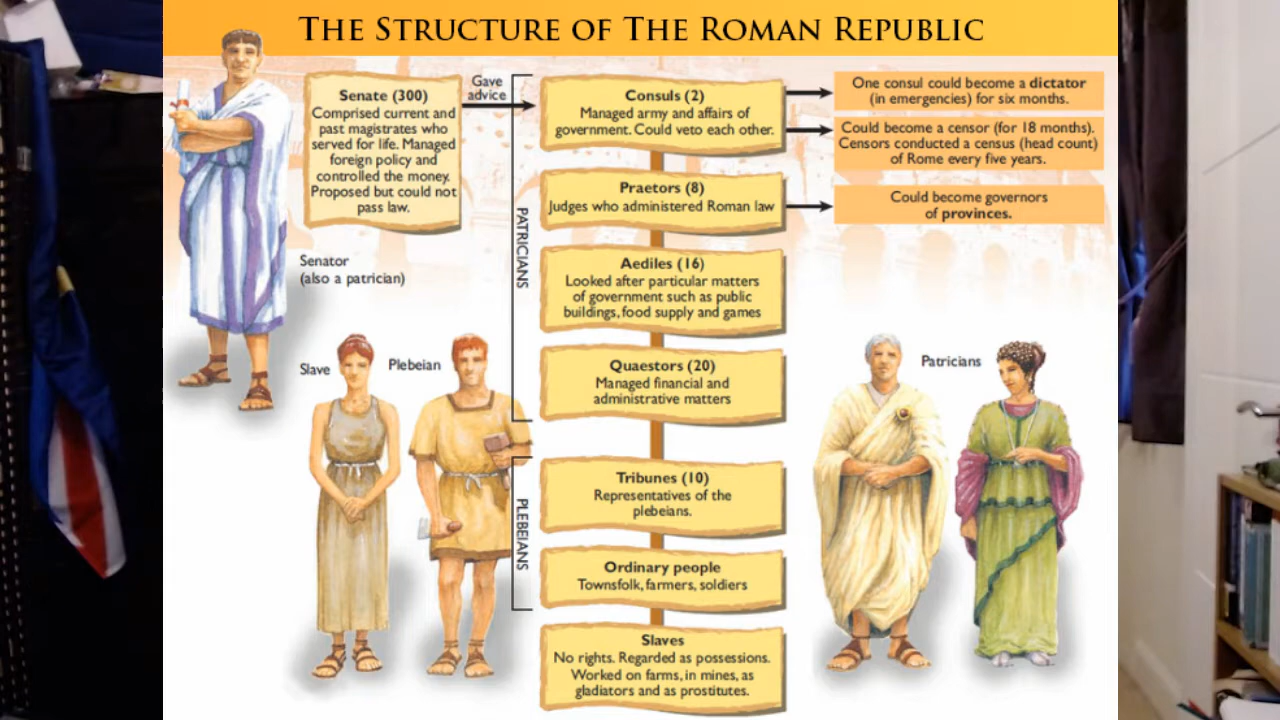 THE STRUCTURE OF THE ROMAN REPUBLIC
Senate (300)
Comprised current and
past magistrates who
served for life. Managed
foreign policy and
controlled the money.
Proposed but could not
pass law.
Gave
advice
Senator
(also a patrician)
Slave
Plebeian
PATRICIANS
PLEBEIANS
Consuls (2)
Managed army and affairs of
government. Could veto each other.
Praetors (8)
Judges who administered Roman law
Aediles (16)
Looked after particular matters
of government such as public
buildings, food supply and games
Quaestors (20)
Managed financial and
administrative matters
Tribunes (10)
Representatives of the
plebeians.
Ordinary people
Townsfolk, farmers, soldiers
Slaves
No rights. Regarded as possessions.
Worked on farms, in mines, as
gladiators and as prostitutes.
One consul could become a dictator
(in emergencies) for six months.
Could become a censor (for 18 months).
Censors conducted a census (head count)
of Rome every five years.
Could become governors
of provinces.
Patricians